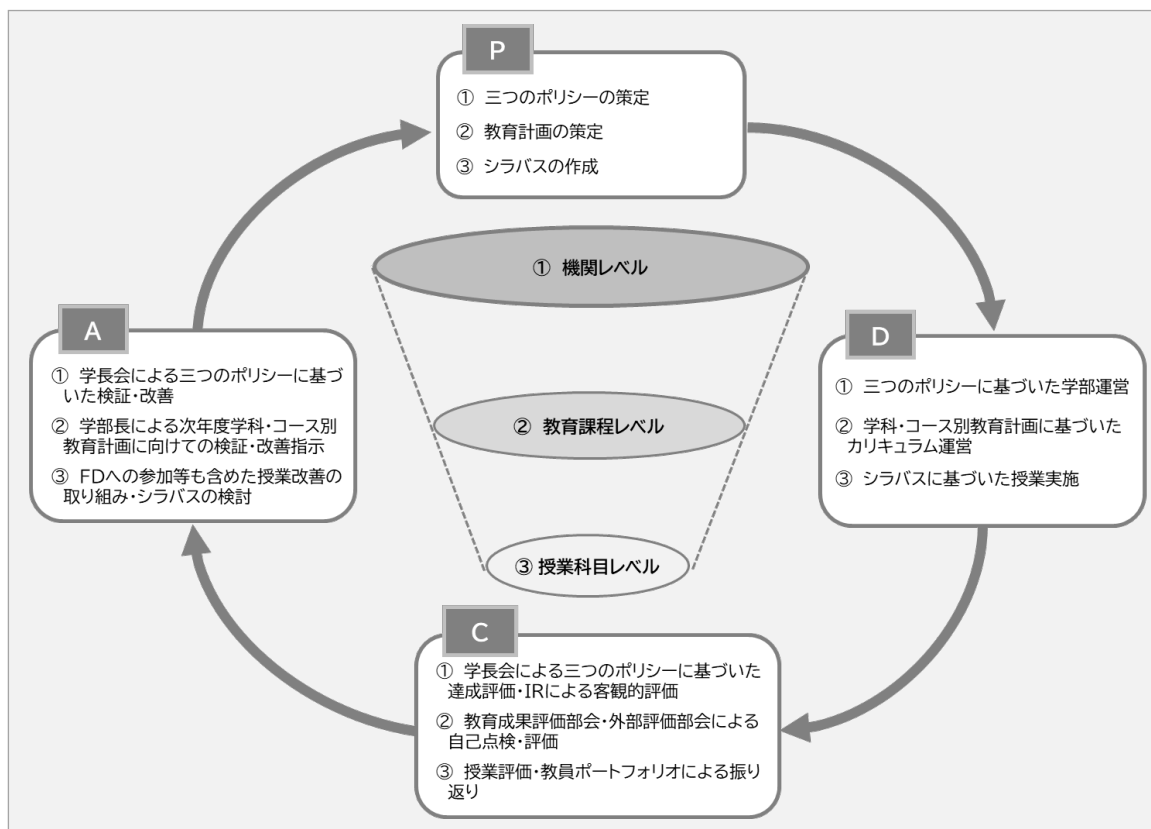 P
① 三つのポリシーの策定
② 教育計画の策定
③ シラバスの作成
① 機関レベル
② 教育課程レベル
③ 授業科目レベル
D
① 三つのポリシーに基づいた学部運営
② 学科・コース別教育計画に基づいた
カリキュラム運営
③ シラバスに基づいた授業実施
C
① 学長会による三つのポリシーに基づいた
達成評価・IRによる客観的評価
② 教育成果評価部会・外部評価部会による
自己点検・評価
③ 授業評価・教員ポートフォリオによる振り
返り
A
① 学長会による三つのポリシーに基づ
いた検証・改善
② 学部長による次年度学科・コース別
教育計画に向けての検証・改善指示
③ FDへの参加等も含めた授業改善の
取り組み・シラバスの検討